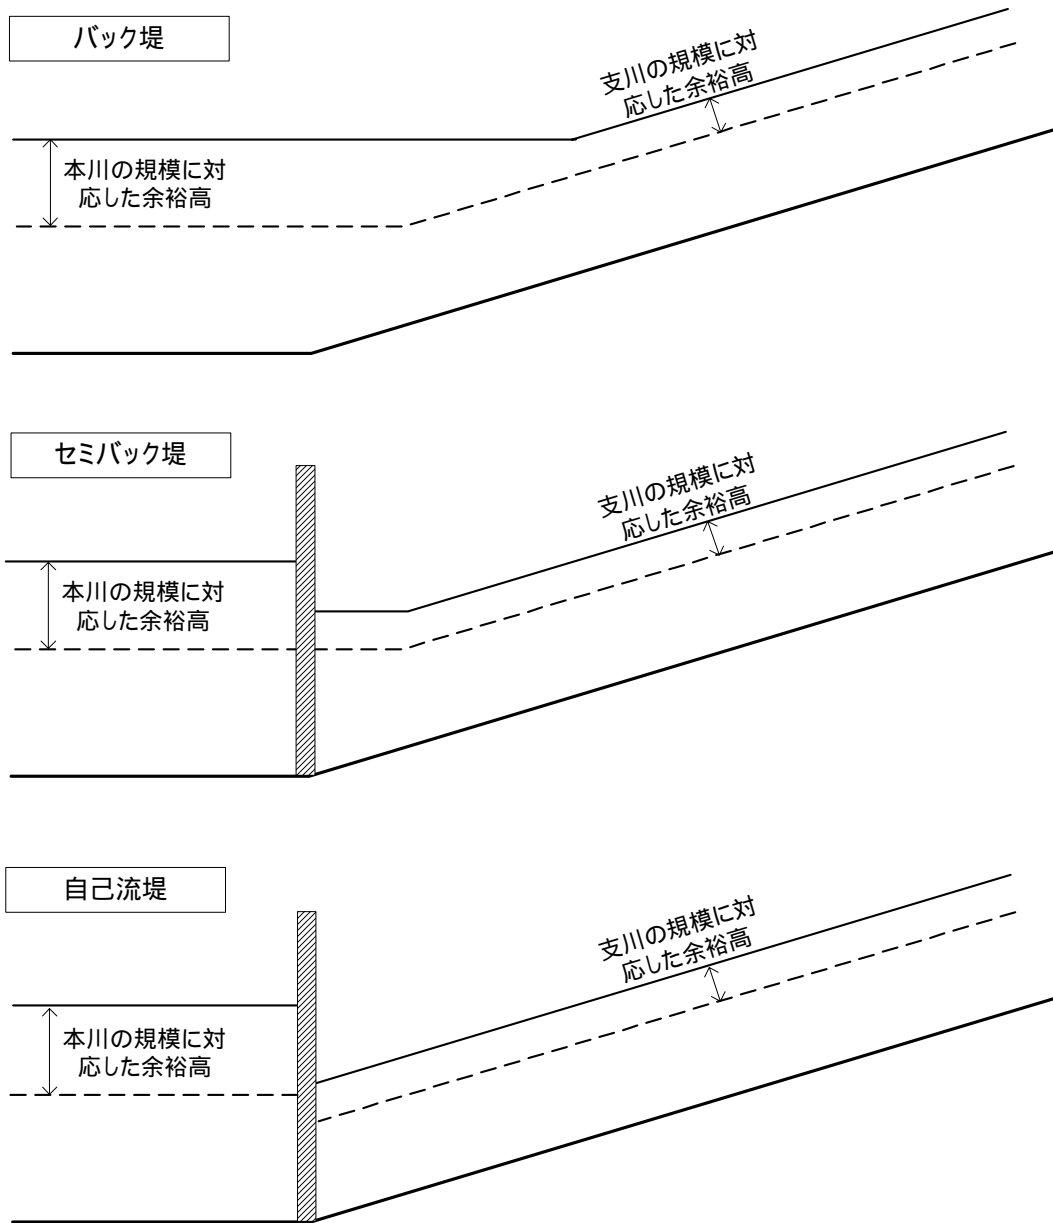 バック堤
支川の規模に対
応した余裕高
本川の規模に対
応した余裕高
セミバック堤
支川の規模に対
応した余裕高
本川の規模に対
応した余裕高
自己流堤
支川の規模に対
応した余裕高
本川の規模に対
応した余裕高